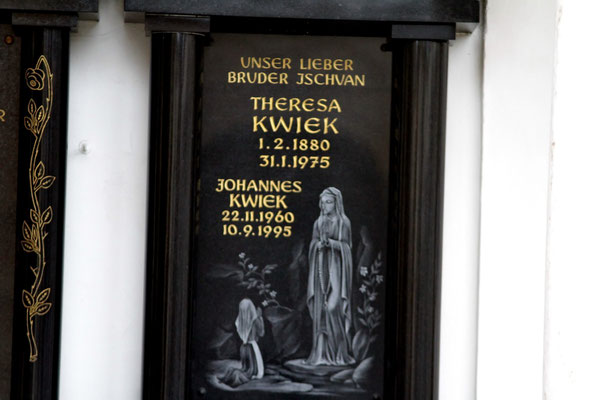 UNSER LIEBER
BRUDER JSCHVAN
THERESA
KWIEK
1. 2. 1880
31.1.1975
JOHANNES
KWIEK
22.11.1960
10.9.1995